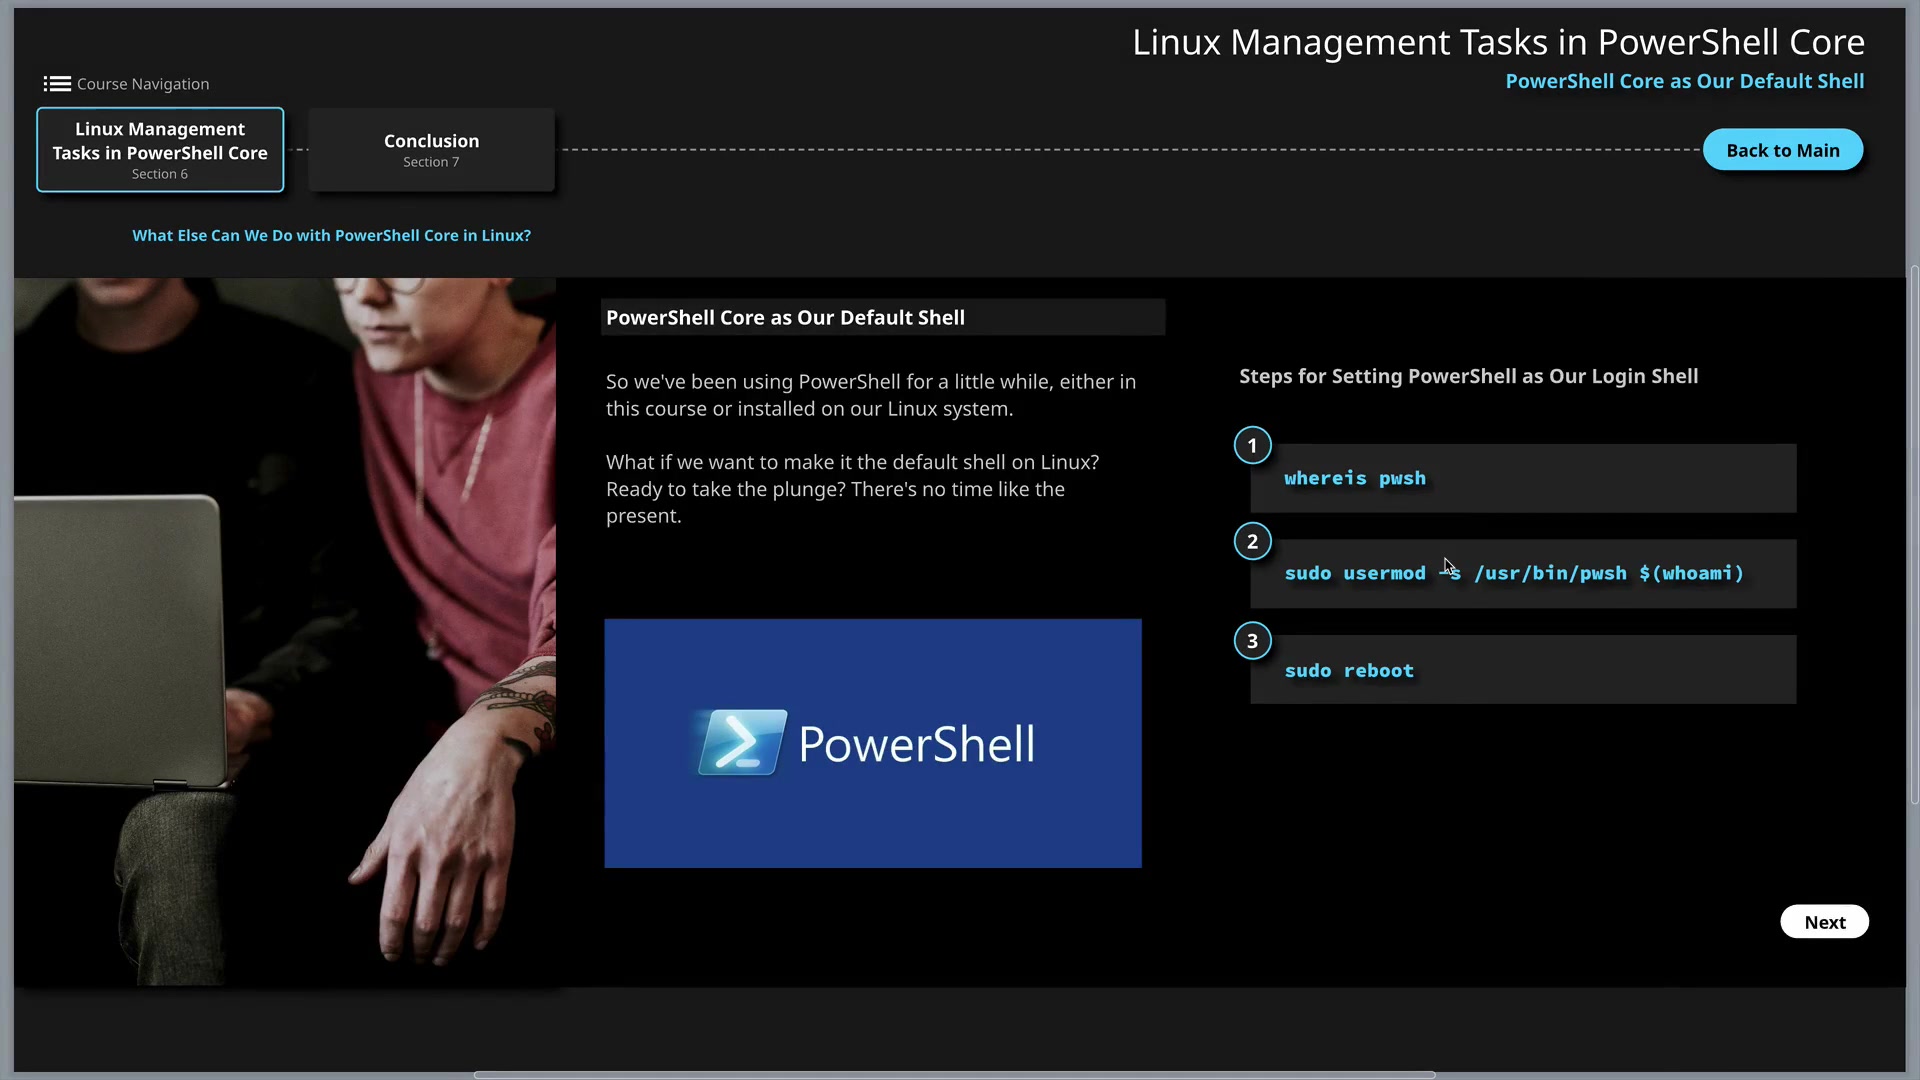 Linux Management Tasks in PowerShell Core
PowerShell Core as Our Default Shell
Course Navigation
Linux Management
Tasks in PowerShell Core
Section 6
Conclusion
Section 7
Back to Main
What Else Can We Do with PowerShell Core in Linux?
PowerShell Core as Our Default Shell
So we've been using PowerShell for a little while, either in
this course or installed on our Linux system.
What if we want to make it the default shell on Linux?
Ready to take the plunge? There's no time like the
present.
PowerShell
Steps for Setting PowerShell as Our Login Shell
1
whereis pwsh
2
sudo usermod -s /usr/bin/pwsh $(whoami)
3
sudo reboot
Next